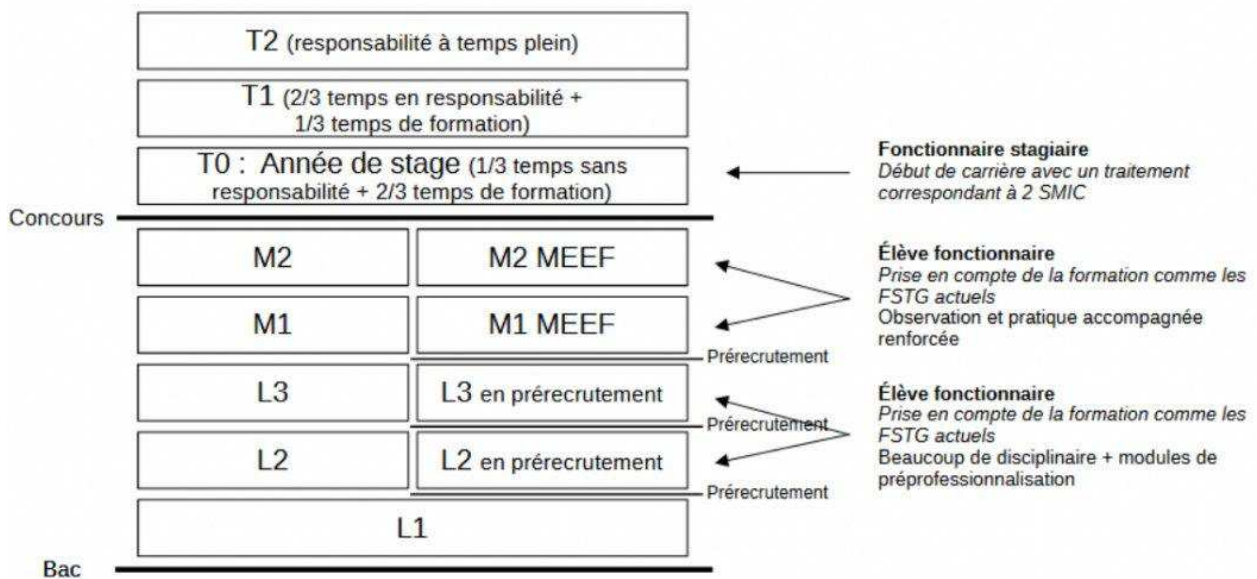 T2 (responsabilité à temps plein)
T1 (2/3 temps en responsabilité +
1/3 temps de formation)
T0 : Année de stage (1/3 temps sans
responsabilité + 2/3 temps de formation)
Fonctionnaire stagiaire
Début de carrière avec un traitement
correspondant à 2 SMIC
Concours
M2
M2 MEEF
M1
M1 MEEF
Élève fonctionnaire
Prise en compte de la formation comme les
FSTG actuels
Observation et pratique accompagnée
renforcée
Prérecrutement
L3
L3 en prérecrutement
Prérecrutement
L2
L2 en prérecrutement
Élève fonctionnaire
Prise en compte de la formation comme les
FSTG actuels
Beaucoup de disciplinaire + modules de
préprofessionnalisation
Prérecrutement
L1
Bac